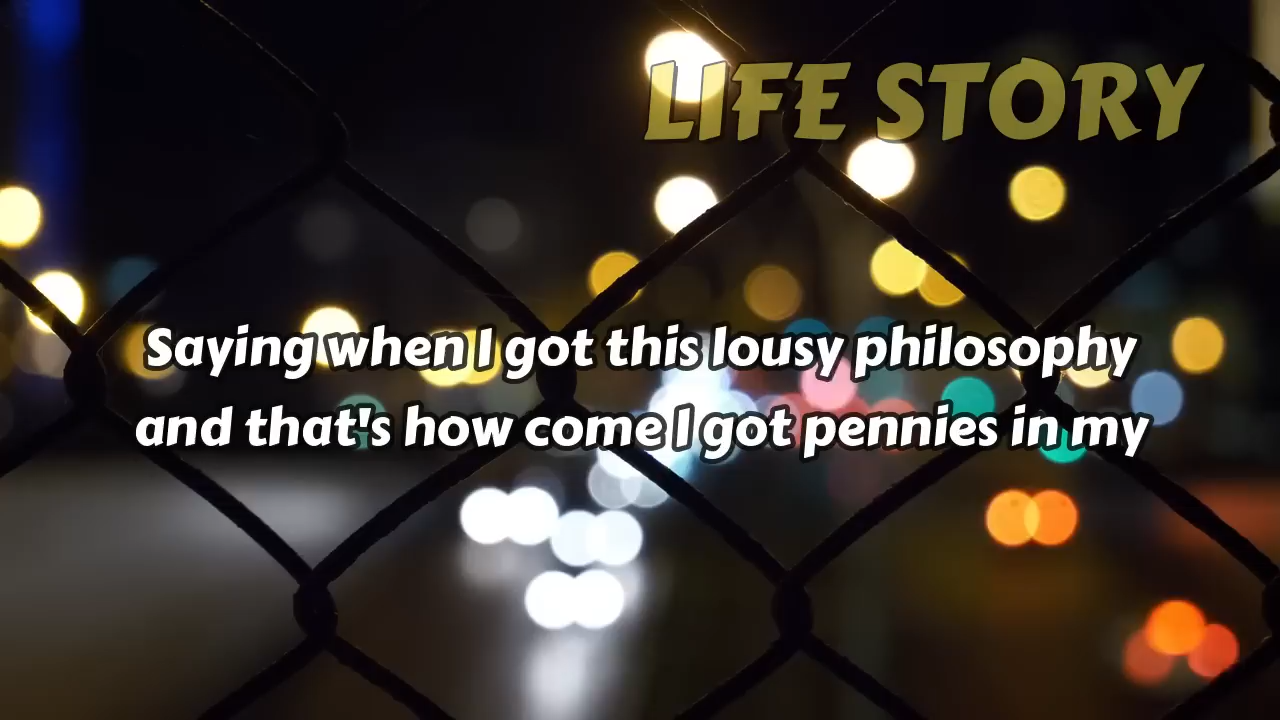 LIFE STORY
Saying when I got this lousy philosophy
and that's how come I got pennies in my